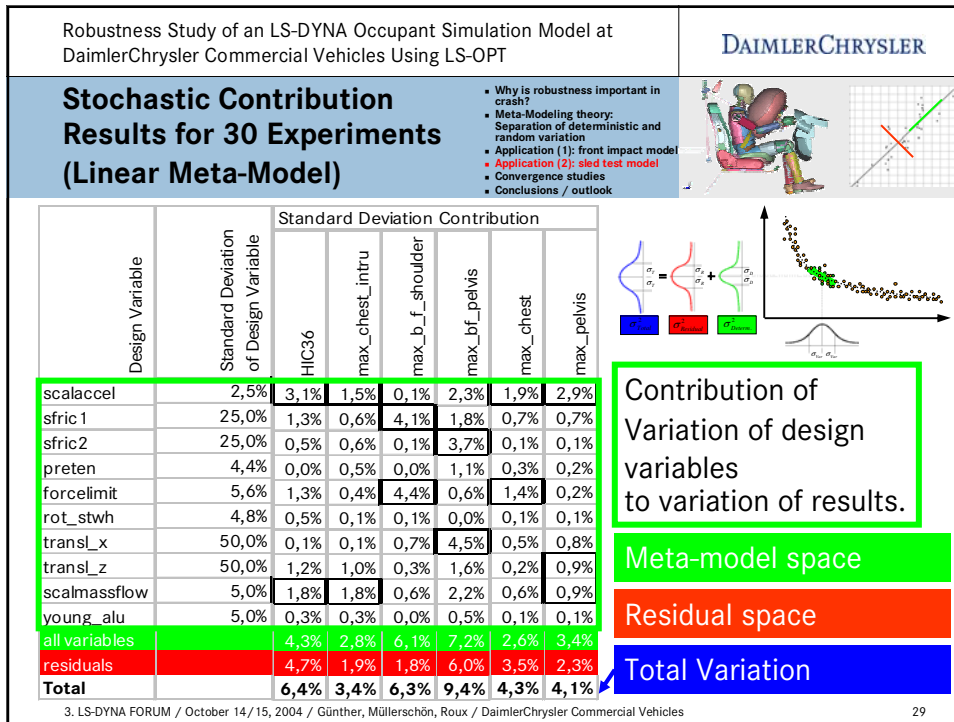 Robustness Study of an LS-DYNA Occupant Simulation Model at
DaimlerChrysler Commercial Vehicles Using LS-OPT
DAIMLERCHRYSLER
Stochastic Contribution
Results for 30 Experiments
(Linear Meta-Model)
▪ Why is robustness important in
crash?
▪ Meta-Modeling theory:
Separation of deterministic and
random variation
▪ Application (1): front impact model
▪ Application (2): sled test model
▪ Convergence studies
▪ Conclusions / outlook
Standard Deviation Contribution
Design Variable
Standard Deviation
of Design Variable
HIC36
max_chest_intru
max_b_f_shoulder
max_bf_pelvis
max_chest
max_pelvis
scalaccel 2,5% 3,1% 1,5% 0,1% 2,3% 1,9% 2,9%
sfric1 25,0% 1,3% 0,6% 4,1% 1,8% 0,7% 0,7%
sfric2 25,0% 0,5% 0,6% 0,1% 3,7% 0,1% 0,1%
preten 4,4% 0,0% 0,5% 0,0% 1,1% 0,3% 0,2%
forcelimit 5,6% 1,3% 0,4% 4,4% 0,6% 1,4% 0,2%
rot_stwh 4,8% 0,5% 0,1% 0,1% 0,0% 0,1% 0,1%
transl_x 50,0% 0,1% 0,1% 0,7% 4,5% 0,5% 0,8%
transl_z 50,0% 1,2% 1,0% 0,3% 1,6% 0,2% 0,9%
scalmassflow 5,0% 1,8% 1,8% 0,6% 2,2% 0,6% 0,9%
young_alu 5,0% 0,3% 0,3% 0,0% 0,5% 0,1% 0,1%
all variables 4,3% 2,8% 6,1% 7,2% 2,6% 3,4%
residuals 4,7% 1,9% 1,8% 6,0% 3,5% 2,3%
Total 6,4% 3,4% 6,3% 9,4% 4,3% 4,1%
= +
Contribution of
Variation of design
variables
to variation of results.
Meta-model space
Residual space
Total Variation
3. LS-DYNA FORUM / October 14/15, 2004 / Günther, Müllerschön, Roux / DaimlerChrysler Commercial Vehicles
29